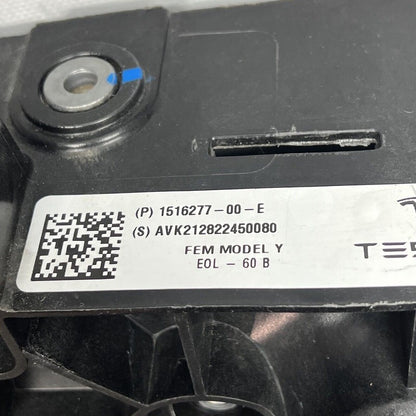 (P) 1516277-00-E
(S) AVK212822450080
FEM MODEL Y
EOL - 60 B